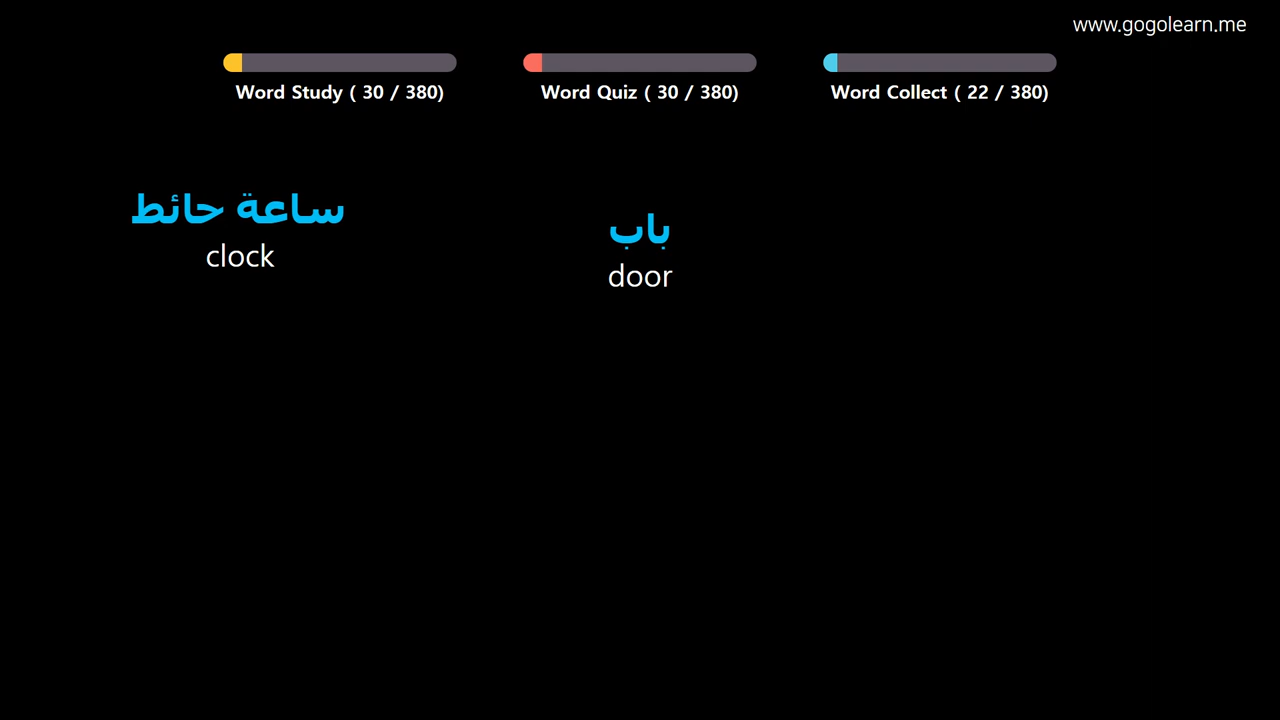 www.gogolearn.me
Word Study ( 30 / 380)
Word Quiz ( 30 / 380)
Word Collect ( 22 / 380)
ساعة حائط
clock
باب
door